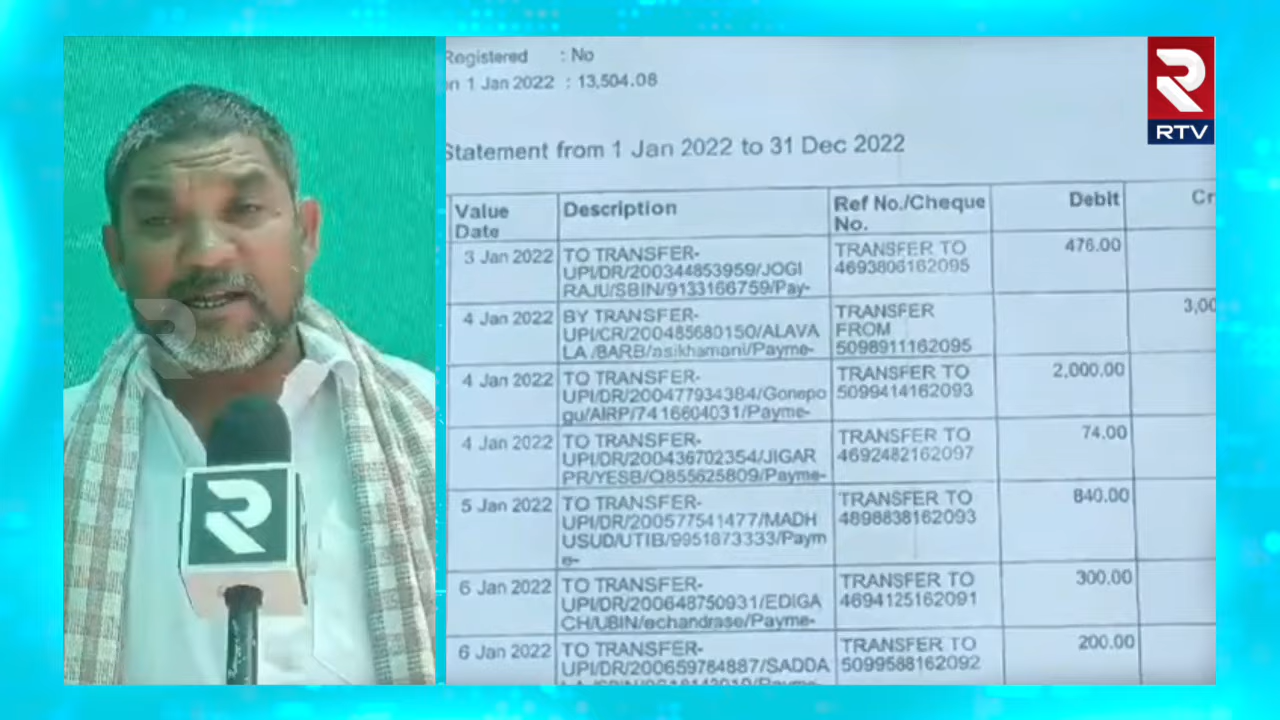 Registered : No
n 1 Jan 2022 : 13,504.08
RTV
Statement from 1 Jan 2022 to 31 Dec 2022
Value Date Description Ref No./Cheque No. Debit Cr
3 Jan 2022 TO TRANSFER- TRANSFER TO 476.00
UPI/DR/200344853959/JOGI 4693806162095
RAJU/SBIN/9133166759/Pay-
4 Jan 2022 BY TRANSFER- TRANSFER 3,00
UPI/CR/200485680150/ALAVA FROM
LA /BARB/asikhamani/Payme- 5098911162095
4 Jan 2022 TO TRANSFER- TRANSFER TO 2,000.00
UPI/DR/200477934384/Gonepo 5099414162093
gu/AIRP/7416604031/Payme-
4 Jan 2022 TO TRANSFER- TRANSFER TO 74.00
UPI/DR/200436702354/JIGAR 4692482162097
PR/YESB/Q855625809/Payme-
5 Jan 2022 TO TRANSFER- TRANSFER TO 840.00
UPI/DR/200577541477/MADH 4898838162093
USUD/UTIB/9951873333/Paym
e-
6 Jan 2022 TO TRANSFER- TRANSFER TO 300.00
UPI/DR/200648750931/EDIGA 4694125162091
CH/UBIN/echandrase/Payme-
6 Jan 2022 TO TRANSFER- TRANSFER TO 200.00
UPI/DR/200659784887/SADDA 5099588162092